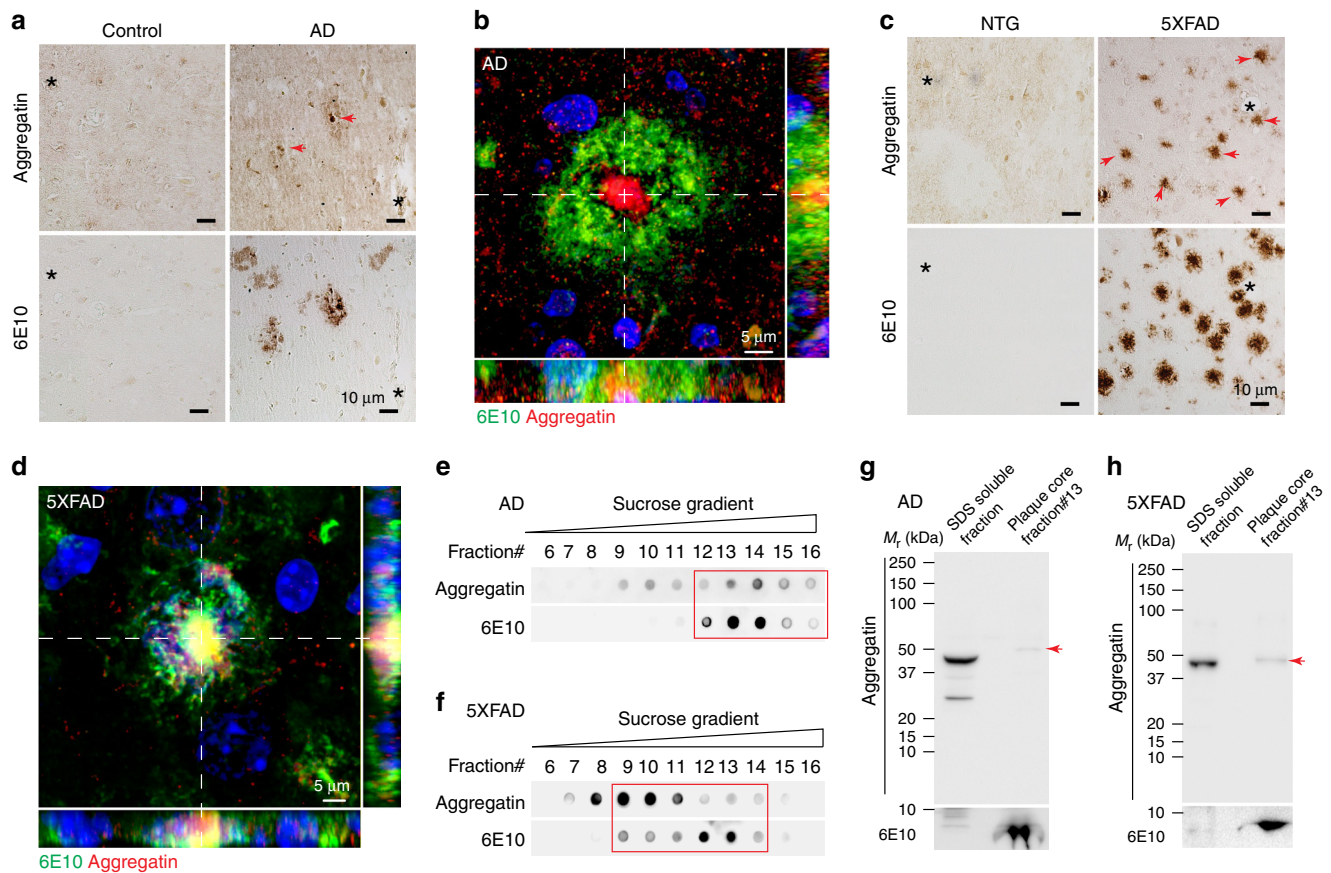 a
Control
AD
Aggregatin
*
*
6E10
*
10 μm
*
b
AD
5 μm
6E10 Aggregatin
c
NTG
5XFAD
Aggregatin
*
*
6E10
*
*
10 μm
d
5XFAD
5 μm
6E10 Aggregatin
e
AD
Sucrose gradient
Fraction# 6 7 8 9 10 11 12 13 14 15 16
Aggregatin
6E10
f
5XFAD
Sucrose gradient
Fraction# 6 7 8 9 10 11 12 13 14 15 16
Aggregatin
6E10
g
AD
SDS soluble
fraction
Plaque core
fraction#13
Mr (kDa)
250
150
100
50
37
20
15
10
Aggregatin
10
6E10
h
5XFAD
SDS soluble
fraction
Plaque core
fraction#13
Mr (kDa)
250
150
100
50
37
20
15
10
Aggregatin
10
6E10